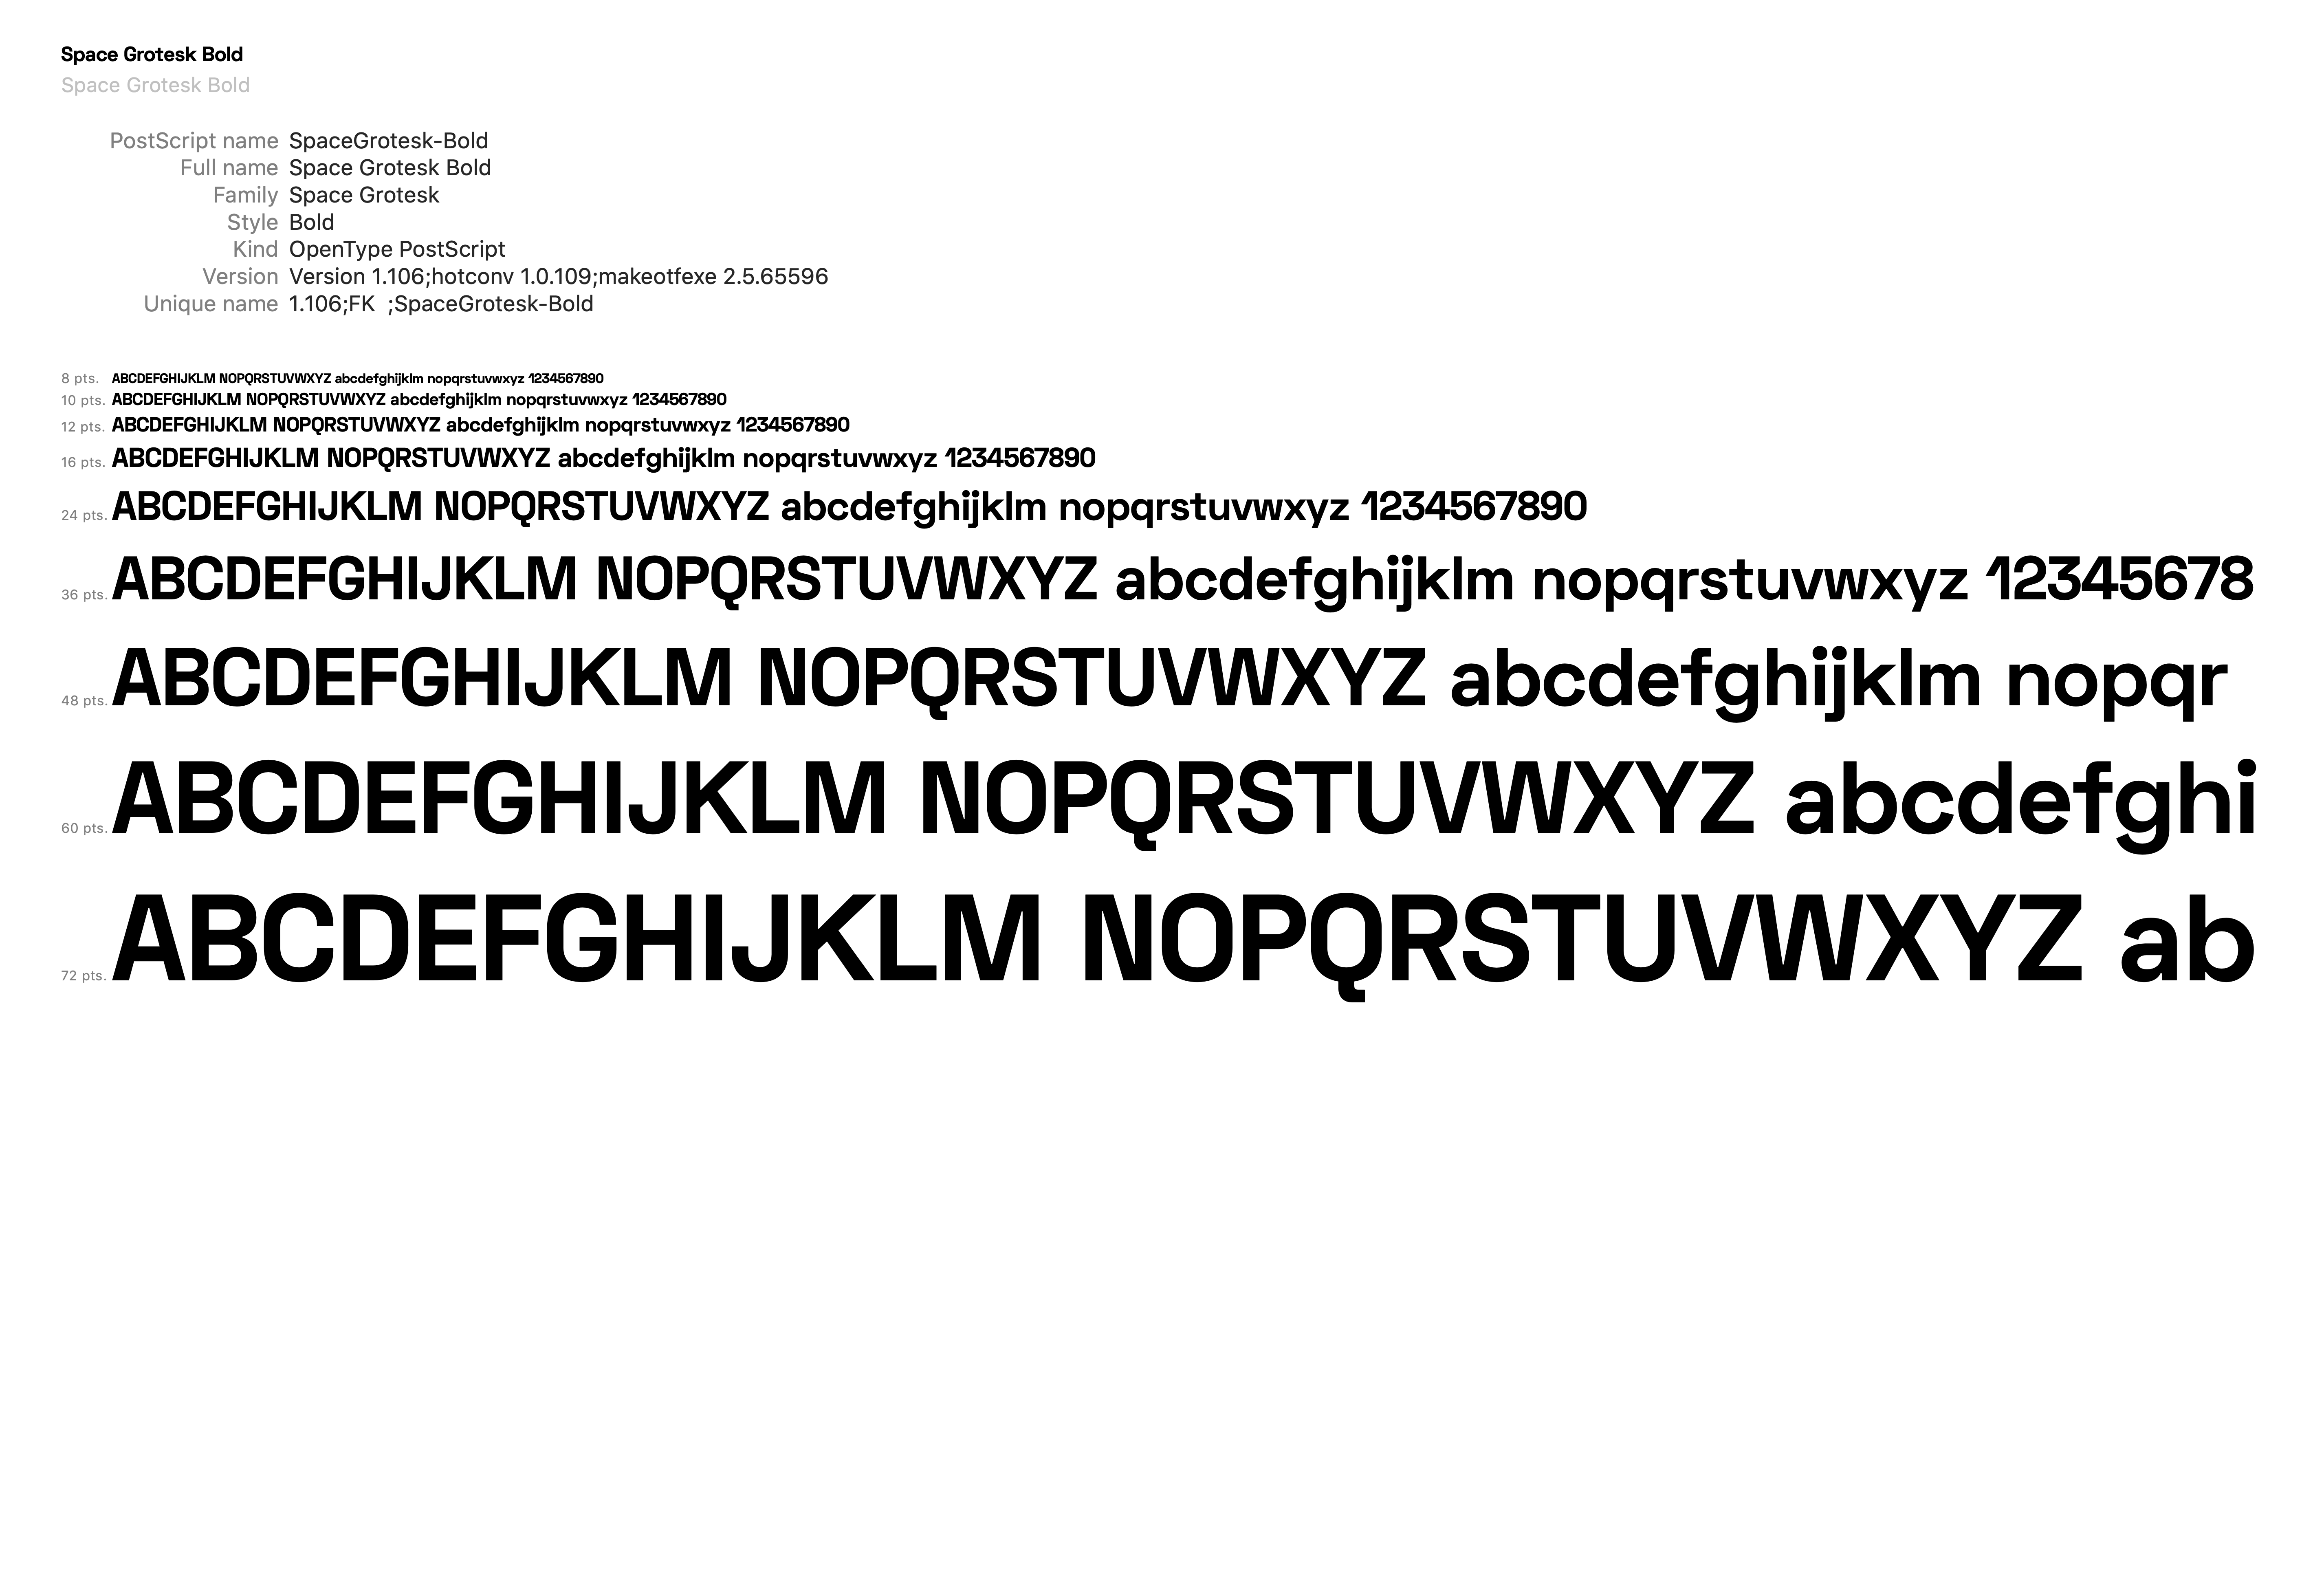 Space Grotesk Bold
Space Grotesk Bold
PostScript name SpaceGrotesk-Bold
Full name Space Grotesk Bold
Family Space Grotesk
Style Bold
Kind OpenType PostScript
Version Version 1.106;hotconv 1.0.109;makeotfexe 2.5.65596
Unique name 1.106;FK  ;SpaceGrotesk-Bold
8 pts. ABCDEFGHIJKLM NOPQRSTUVWXYZ abcdefghijklm nopqrstuvwxyz 1234567890
10 pts. ABCDEFGHIJKLM NOPQRSTUVWXYZ abcdefghijklm nopqrstuvwxyz 1234567890
12 pts. ABCDEFGHIJKLM NOPQRSTUVWXYZ abcdefghijklm nopqrstuvwxyz 1234567890
16 pts. ABCDEFGHIJKLM NOPQRSTUVWXYZ abcdefghijklm nopqrstuvwxyz 1234567890
24 pts. ABCDEFGHIJKLM NOPQRSTUVWXYZ abcdefghijklm nopqrstuvwxyz 1234567890
36 pts. ABCDEFGHIJKLM NOPQRSTUVWXYZ abcdefghijklm nopqrstuvwxyz 12345678
48 pts. ABCDEFGHIJKLM NOPQRSTUVWXYZ abcdefghijklm nopqr
60 pts. ABCDEFGHIJKLM NOPQRSTUVWXYZ abcdefghi
72 pts. ABCDEFGHIJKLM NOPQRSTUVWXYZ ab